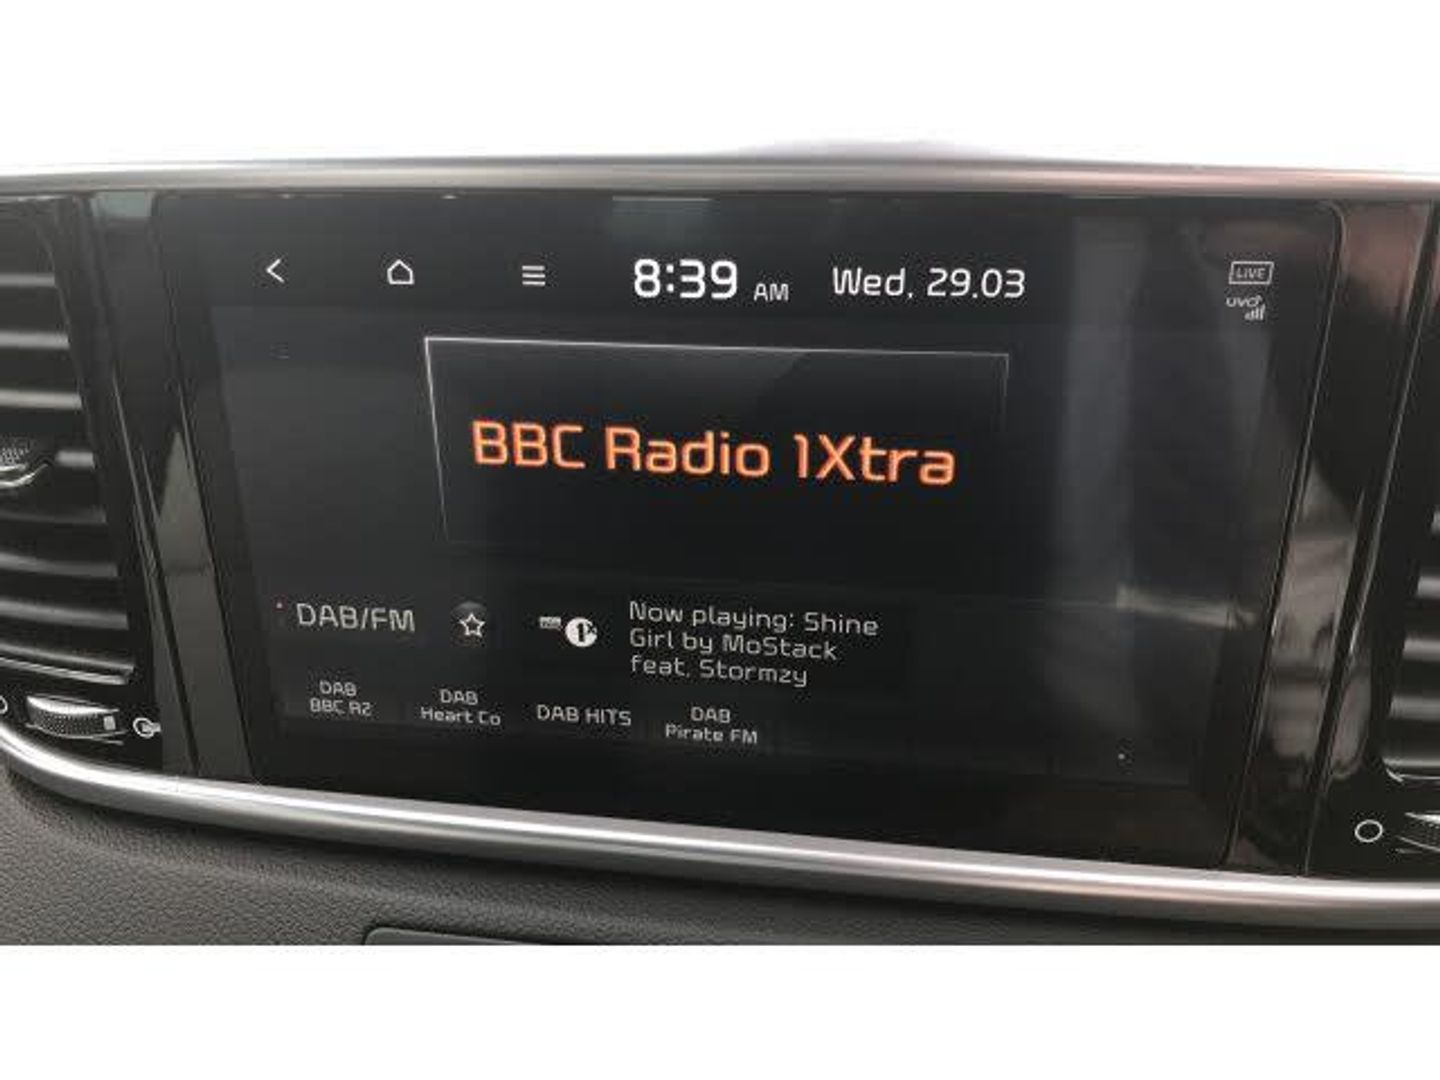 8:39 AM Wed, 29.03
LIVE
UVO
BBC Radio 1Xtra
DAB/FM
Now playing: Shine
Girl by MoStack
feat. Stormzy
DAB
BBC R2
DAB
Heart Co
DAB HITS
DAB
Pirate FM